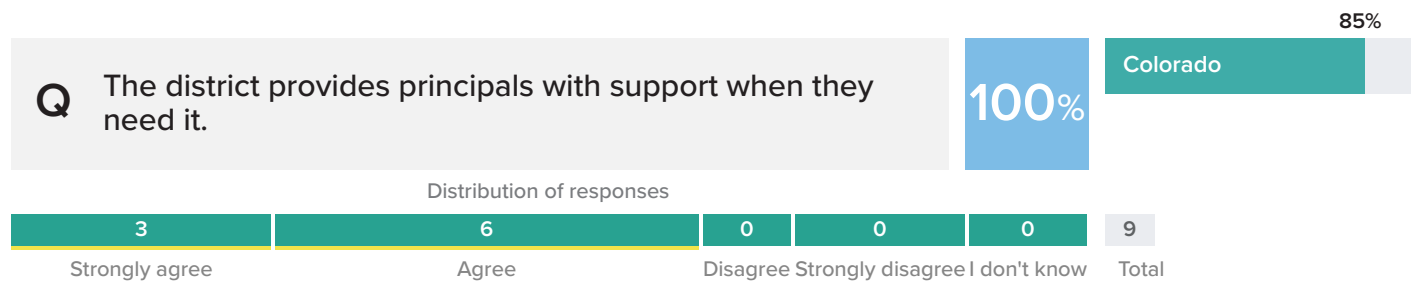 85%
Q The district provides principals with support when they
need it.
100%
Colorado
Distribution of responses
3 6 0 0 0 9
Strongly agree Agree Disagree Strongly disagree I don't know Total